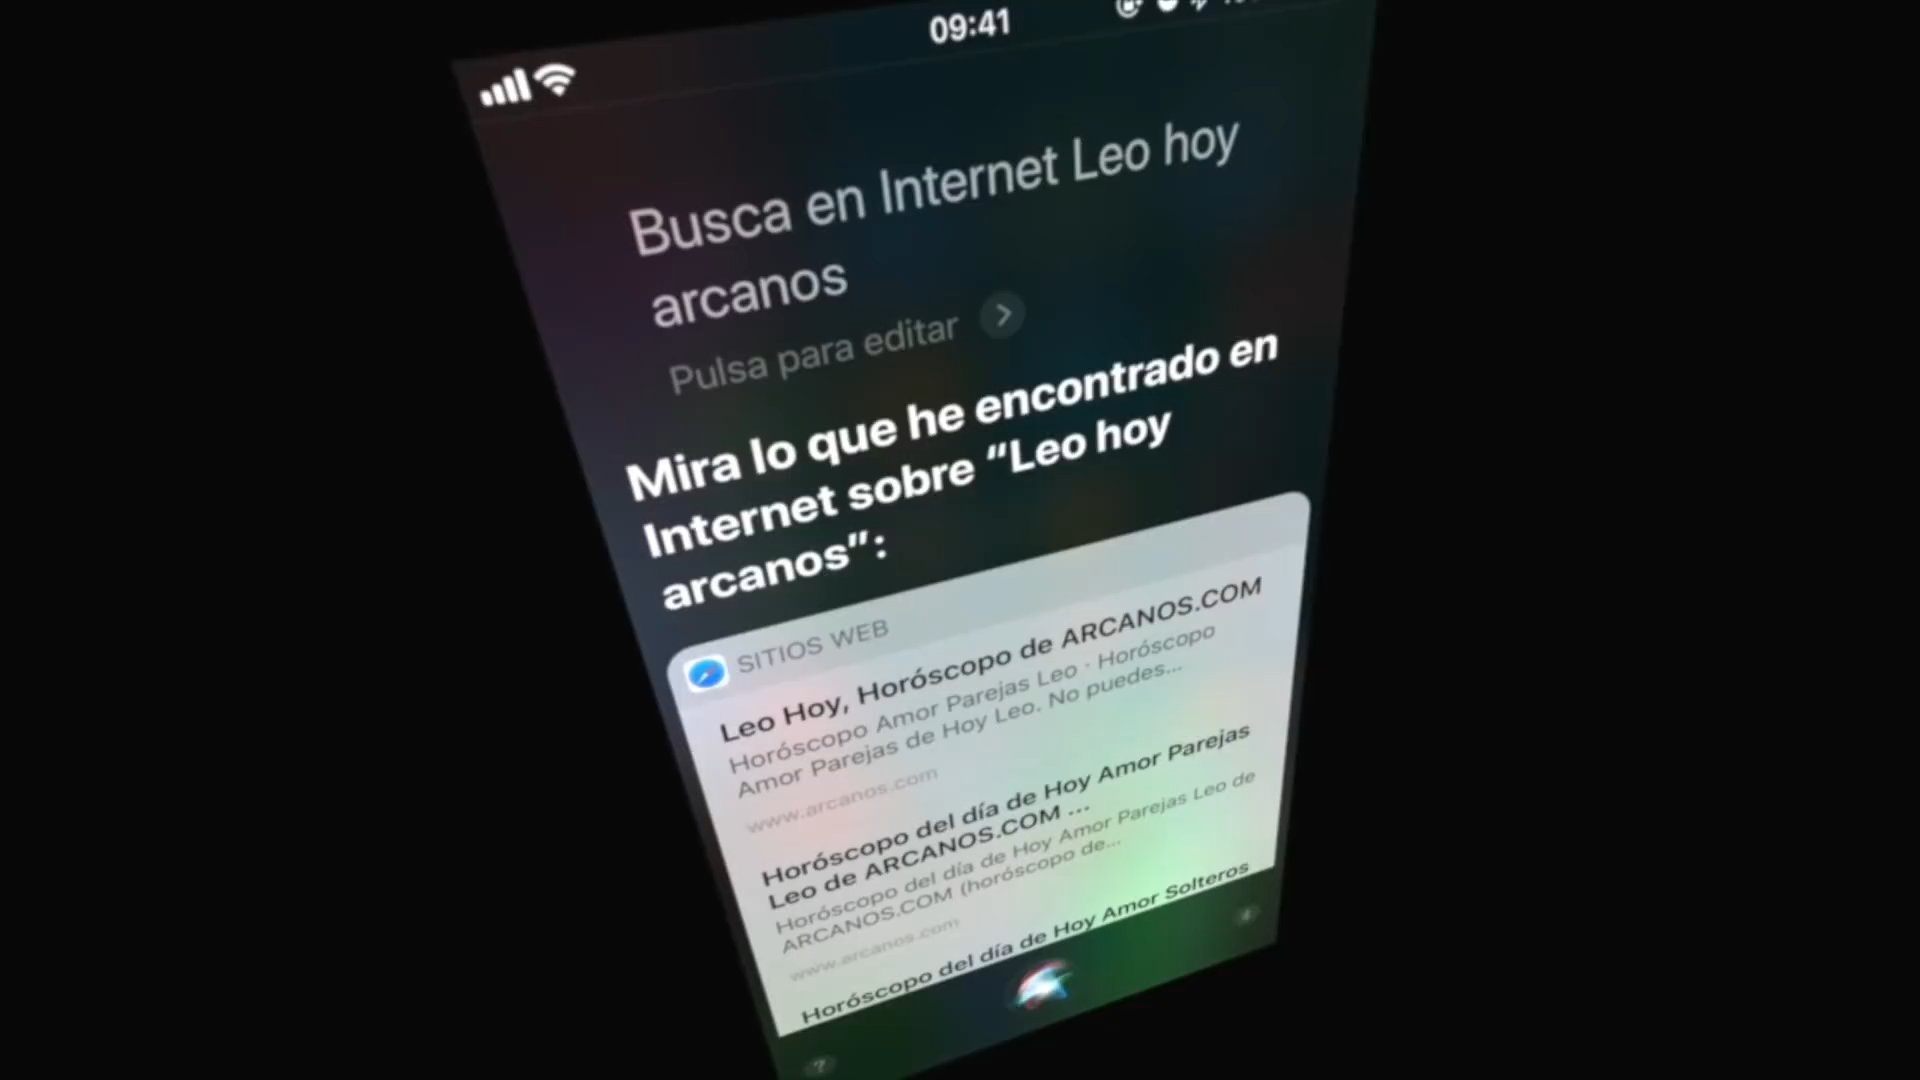 09:41
Busca en Internet Leo hoy
arcanos
Pulsa para editar
Mira lo que he encontrado en
Internet sobre “Leo hoy
arcanos”:
SITIOS WEB
Leo Hoy, Horóscopo de ARCANOS.COM
Horóscopo Amor Parejas Leo · Horóscopo
Amor Parejas de Hoy Leo. No puedes...
www.arcanos.com
Horóscopo del día de Hoy Amor Parejas
Leo de ARCANOS.COM ...
Horóscopo del día de Hoy Amor Parejas Leo de
ARCANOS.COM (horóscopo de...
www.arcanos.com
Horóscopo del día de Hoy Amor Solteros
?